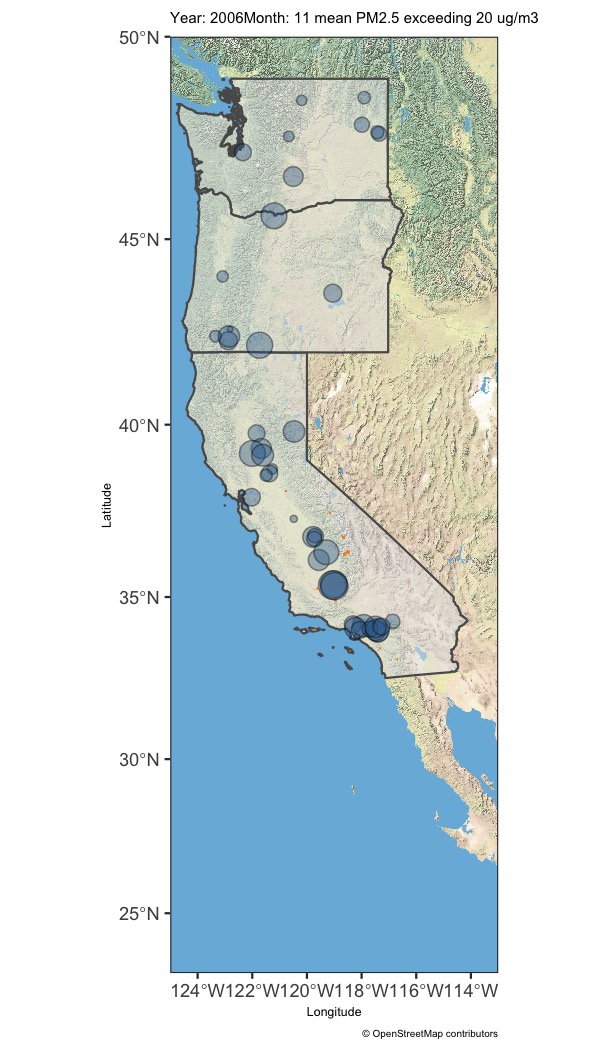 Year: 2006Month: 11 mean PM2.5 exceeding 20 ug/m3
50°N
45°N
40°N
35°N
30°N
25°N
Latitude
124°W122°W120°W118°W116°W114°W
Longitude
© OpenStreetMap contributors